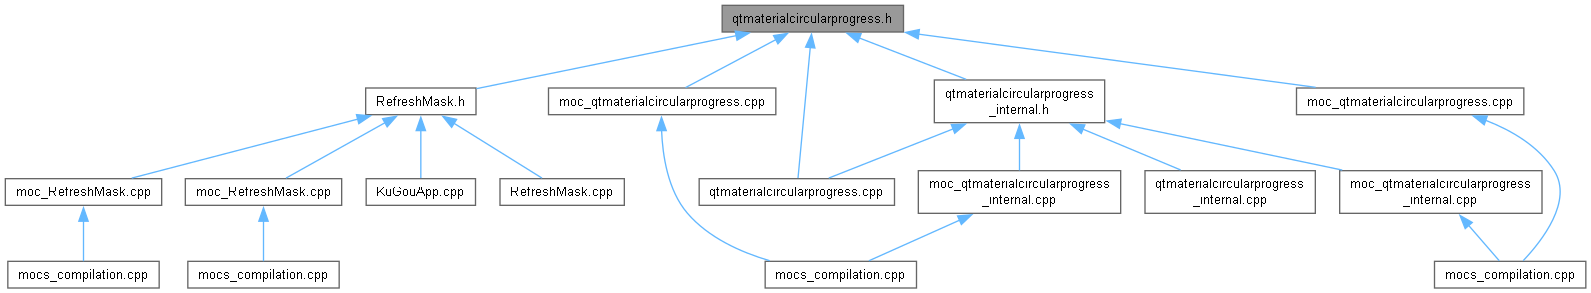 qtmaterialcircularprogress.h
RefreshMask.h
moc_qtmaterialcircularprogress.cpp
qtmaterialcircularprogress
_internal.h
moc_qtmaterialcircularprogress.cpp
moc_RefreshMask.cpp
moc_RefreshMask.cpp
KuGouApp.cpp
RefreshMask.cpp
qtmaterialcircularprogress.cpp
moc_qtmaterialcircularprogress
_internal.cpp
qtmaterialcircularprogress
_internal.cpp
moc_qtmaterialcircularprogress
_internal.cpp
mocs_compilation.cpp
mocs_compilation.cpp
mocs_compilation.cpp
mocs_compilation.cpp